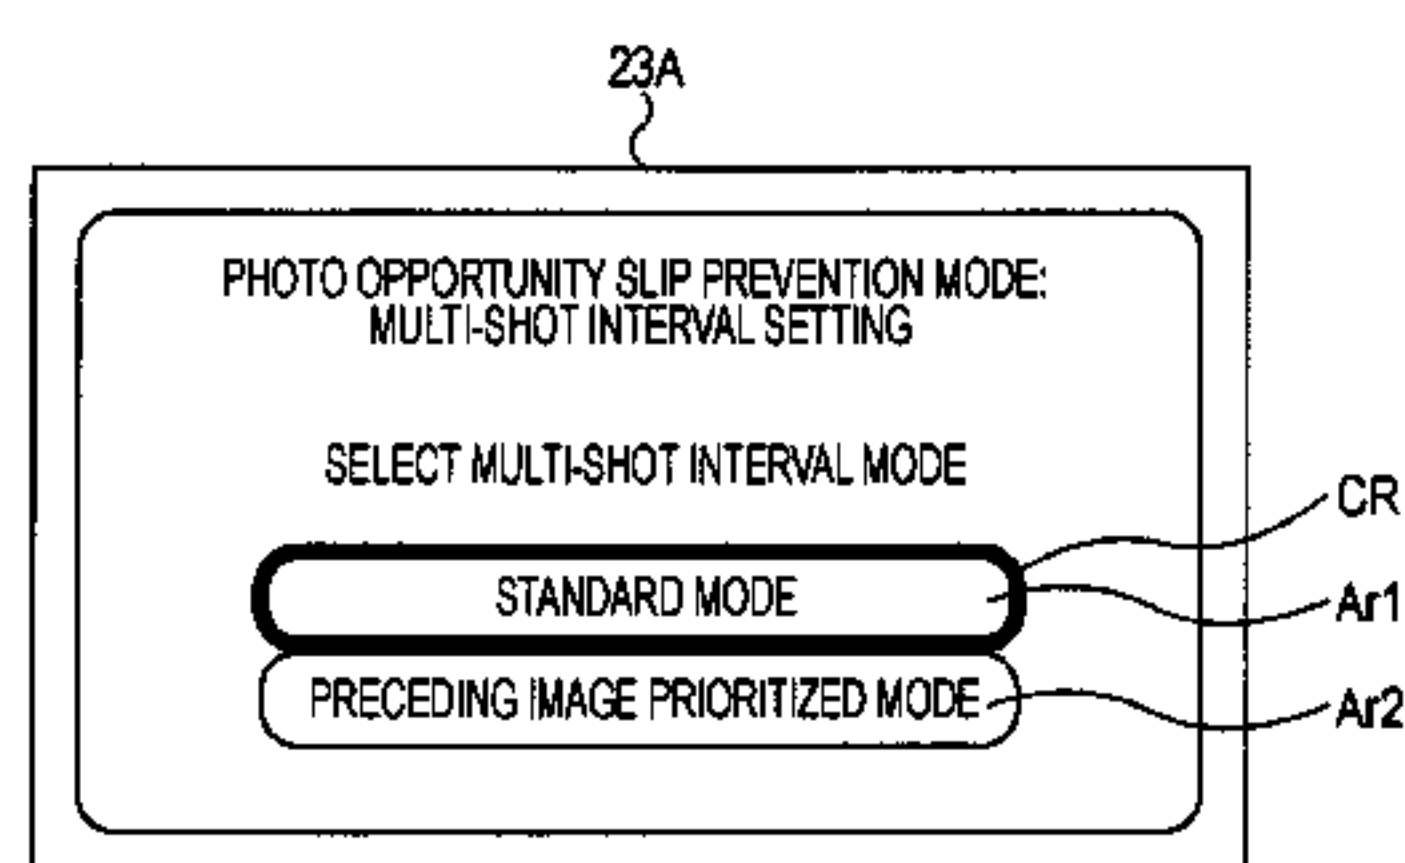 23A
PHOTO OPPORTUNITY SLIP PREVENTION MODE:
MULTI-SHOT INTERVAL SETTING
SELECT MULTI-SHOT INTERVAL MODE
CR
STANDARD MODE
Ar1
PRECEDING IMAGE PRIORITIZED MODE
Ar2